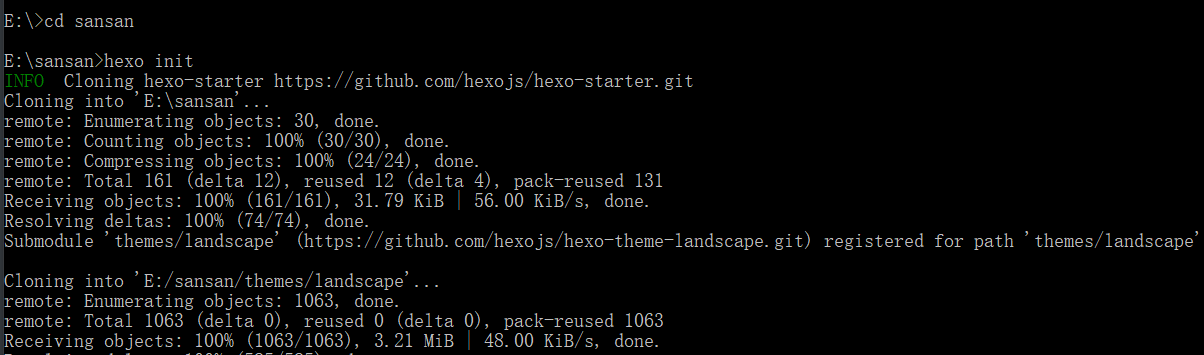 E:\>cd sansan
E:\sansan>hexo init
INFO  Cloning hexo-starter https://github.com/hexojs/hexo-starter.git
Cloning into 'E:\sansan'...
remote: Enumerating objects: 30, done.
remote: Counting objects: 100% (30/30), done.
remote: Compressing objects: 100% (24/24), done.
remote: Total 161 (delta 12), reused 12 (delta 4), pack-reused 131
Receiving objects: 100% (161/161), 31.79 KiB | 56.00 KiB/s, done.
Resolving deltas: 100% (74/74), done.
Submodule 'themes/landscape' (https://github.com/hexojs/hexo-theme-landscape.git) registered for path 'themes/landscape'
Cloning into 'E:/sansan/themes/landscape'...
remote: Enumerating objects: 1063, done.
remote: Total 1063 (delta 0), reused 0 (delta 0), pack-reused 1063
Receiving objects: 100% (1063/1063), 3.21 MiB | 48.00 KiB/s, done.